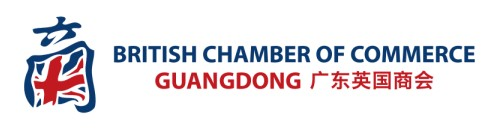 商
BRITISH CHAMBER OF COMMERCE
GUANGDONG 广东英国商会